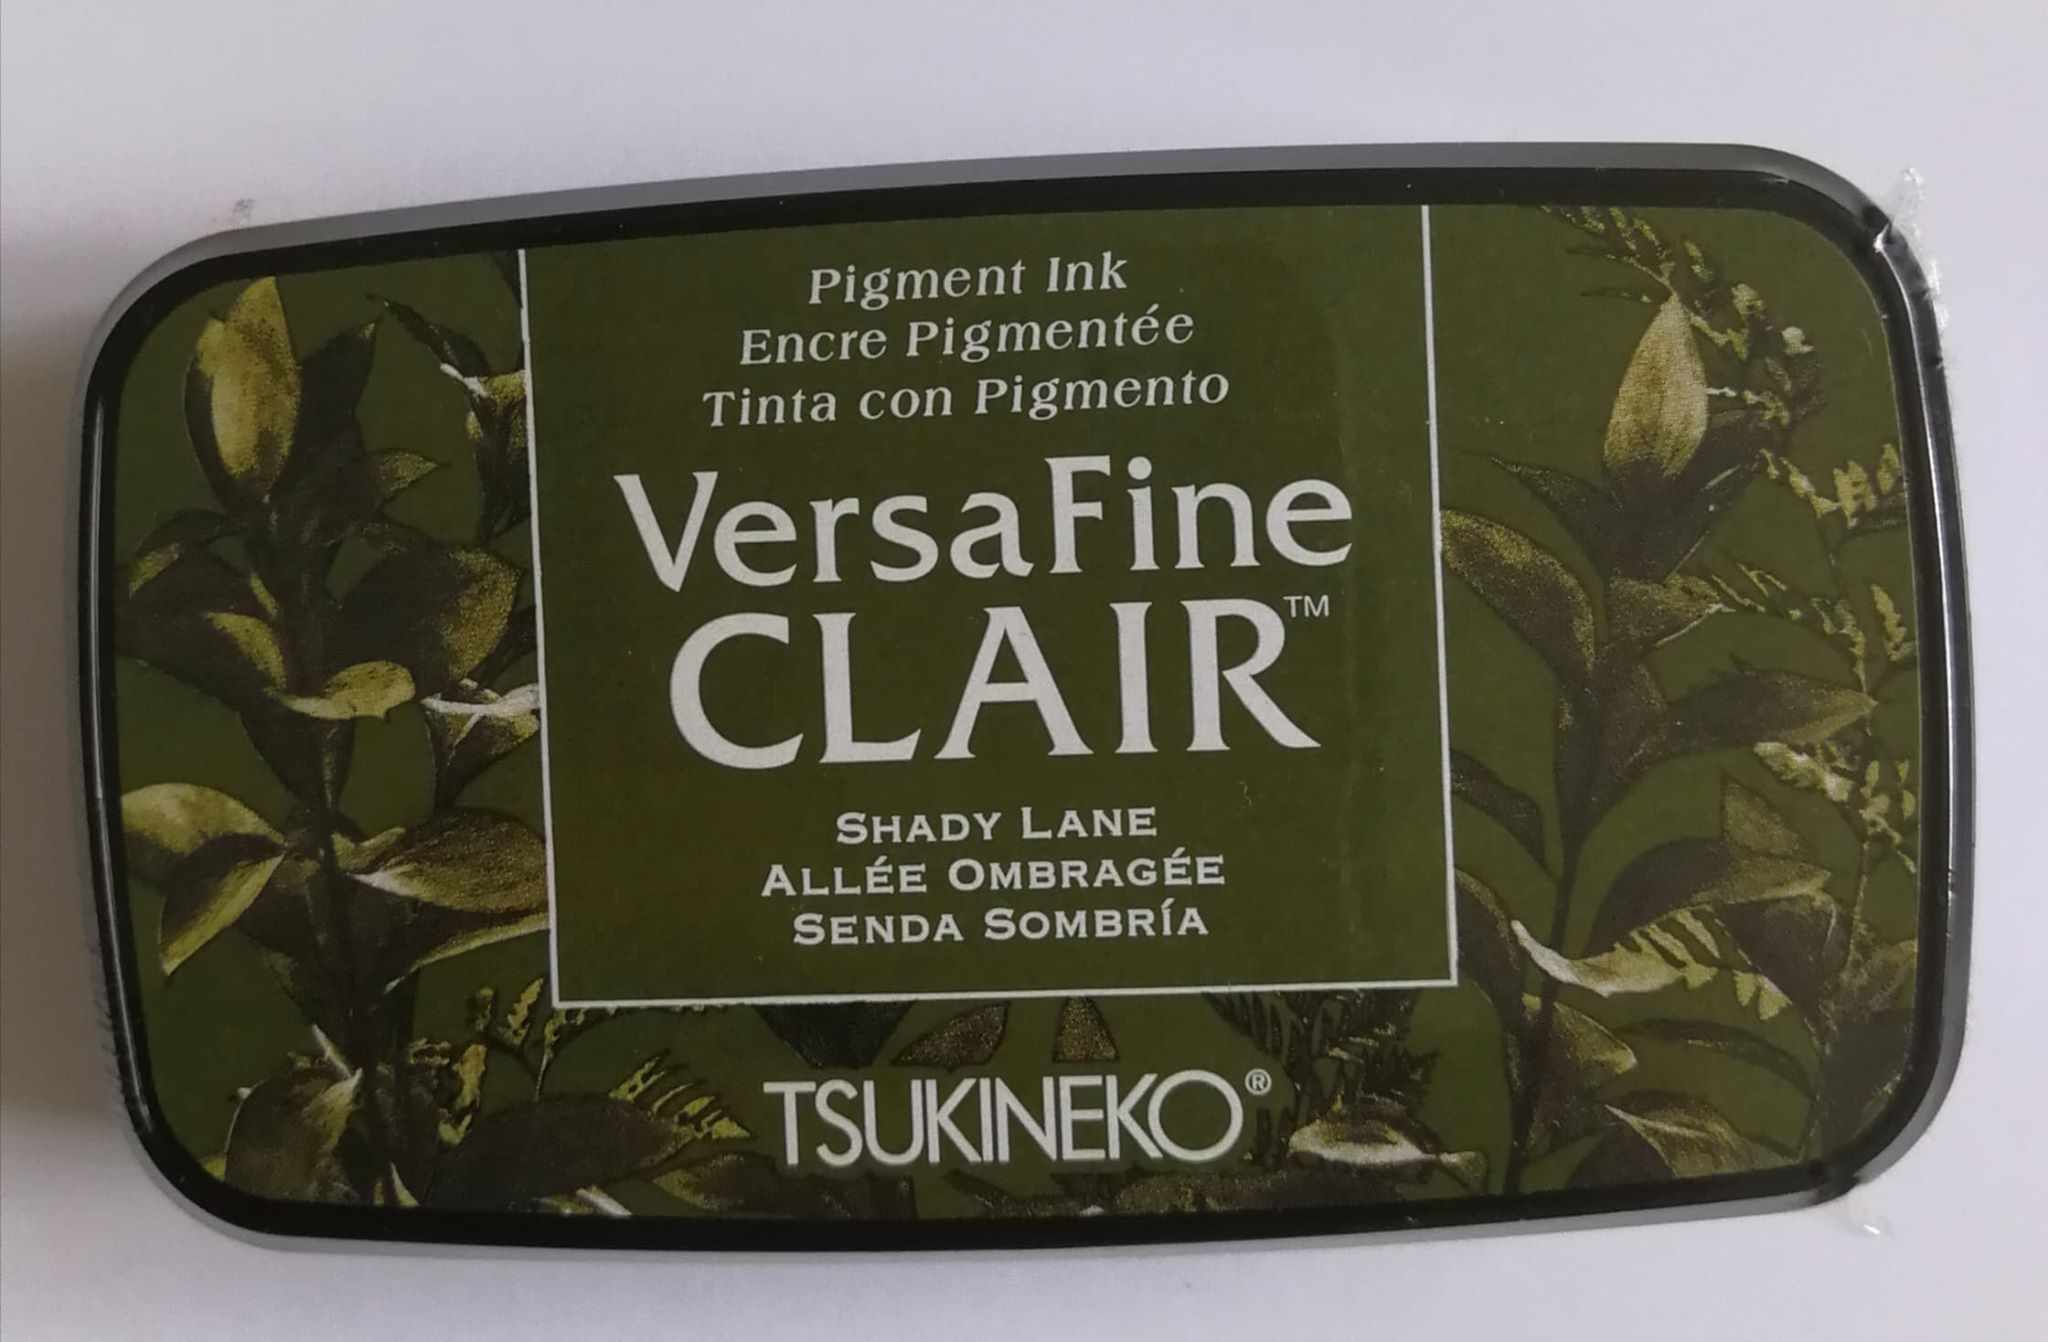 Pigment Ink
Encre Pigmentée
Tinta con Pigmento
VersaFine
CLAIR™
SHADY LANE
ALLÉE OMBRAGÉE
SENDA SOMBRÍA
TSUKINEKO®